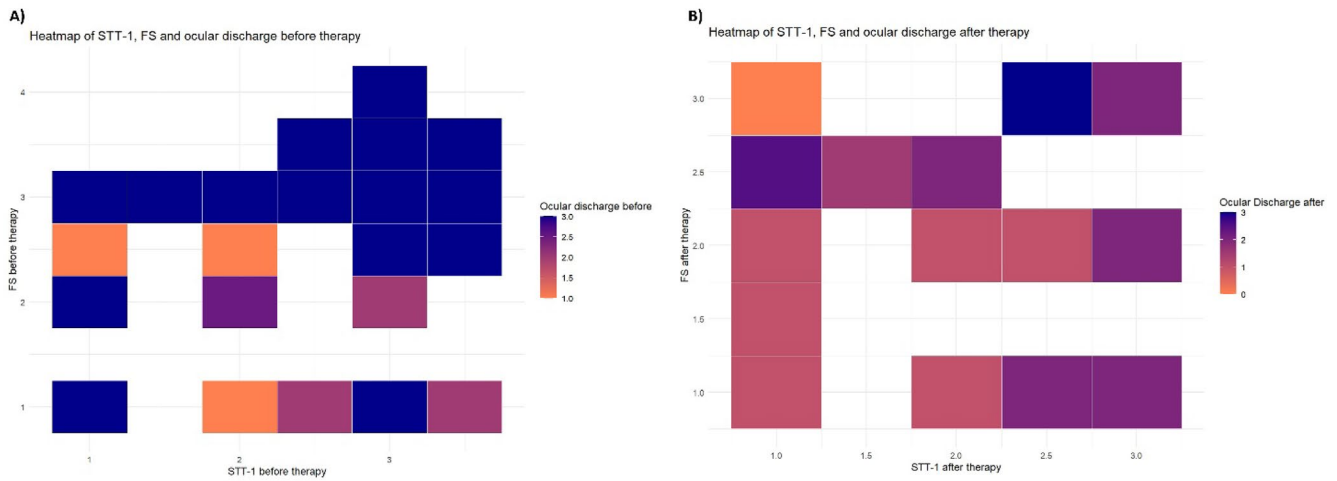 A)
Heatmap of STT-1, FS and ocular discharge before therapy
4
3
2
1
FS before therapy
1
2
3
STT-1 before therapy
Ocular discharge before
3.0
2.5
2.0
1.5
1.0
B)
Heatmap of STT-1, FS and ocular discharge after therapy
3.0
2.5
2.0
1.5
1.0
FS after therapy
1.0
1.5
2.0
2.5
3.0
STT-1 after therapy
Ocular Discharge after
3
2
1
0